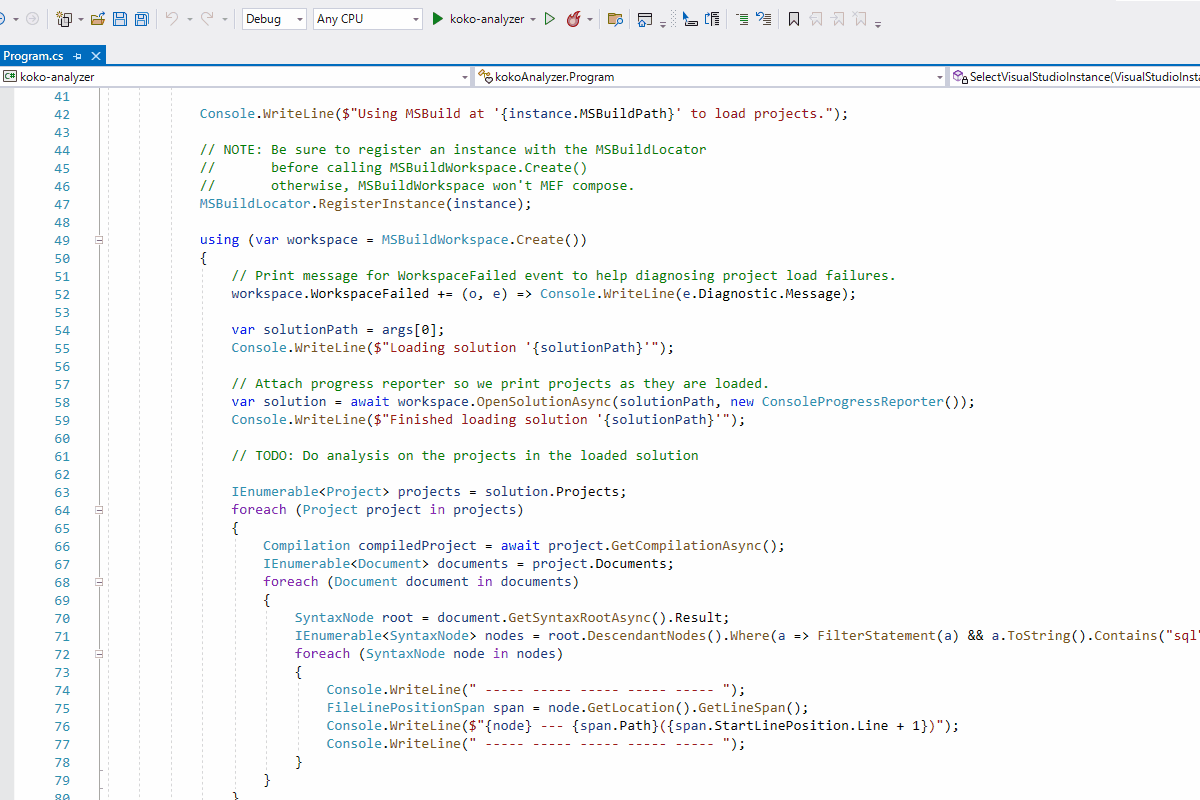 Debug Any CPU koko-analyzer
Program.cs
C# koko-analyzer kokoAnalyzer.Program SelectVisualStudioInstance(VisualStudioInsta
41
42 Console.WriteLine($"Using MSBuild at '{instance.MSBuildPath}' to load projects.");
43
44 // NOTE: Be sure to register an instance with the MSBuildLocator
45 // before calling MSBuildWorkspace.Create()
46 // otherwise, MSBuildWorkspace won't MEF compose.
47 MSBuildLocator.RegisterInstance(instance);
48
49 using (var workspace = MSBuildWorkspace.Create())
50 {
51 // Print message for WorkspaceFailed event to help diagnosing project load failures.
52 workspace.WorkspaceFailed += (o, e) => Console.WriteLine(e.Diagnostic.Message);
53
54 var solutionPath = args[0];
55 Console.WriteLine($"Loading solution '{solutionPath}'");
56
57 // Attach progress reporter so we print projects as they are loaded.
58 var solution = await workspace.OpenSolutionAsync(solutionPath, new ConsoleProgressReporter());
59 Console.WriteLine($"Finished loading solution '{solutionPath}'");
60
61 // TODO: Do analysis on the projects in the loaded solution
62
63 IEnumerable<Project> projects = solution.Projects;
64 foreach (Project project in projects)
65 {
66 Compilation compiledProject = await project.GetCompilationAsync();
67 IEnumerable<Document> documents = project.Documents;
68 foreach (Document document in documents)
69 {
70 SyntaxNode root = document.GetSyntaxRootAsync().Result;
71 IEnumerable<SyntaxNode> nodes = root.DescendantNodes().Where(a => FilterStatement(a) && a.ToString().Contains("sql"
72 foreach (SyntaxNode node in nodes)
73 {
74 Console.WriteLine(" ----- ----- ----- ----- ----- ");
75 FileLinePositionSpan span = node.GetLocation().GetLineSpan();
76 Console.WriteLine($"{node} --- {span.Path}({span.StartLinePosition.Line + 1})");
77 Console.WriteLine(" ----- ----- ----- ----- ----- ");
78 }
79 }
80 }